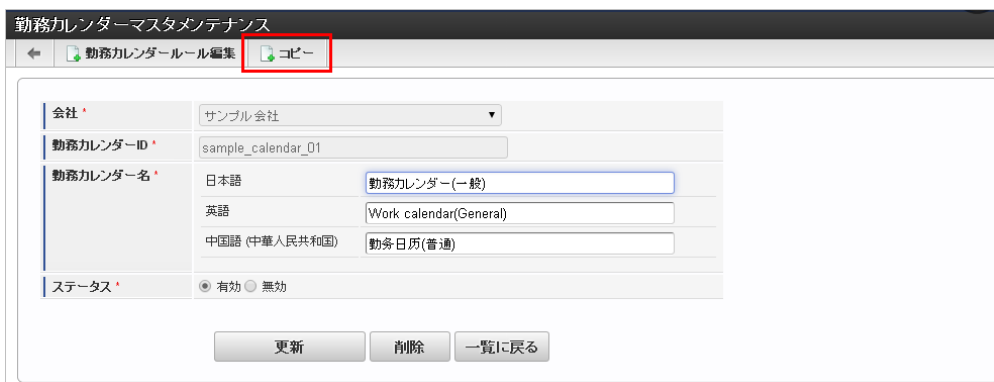 勤務カレンダーマスタメンテナンス
勤務カレンダールール編集 コピー
会社 * サンプル会社
勤務カレンダーID * sample_calendar_01
勤務カレンダー名 * 日本語 勤務カレンダー(一般)
英語 Work calendar(General)
中国語 (中華人民共和国) 勤务日历(普通)
ステータス * 有効 無効
更新 削除 一覧に戻る